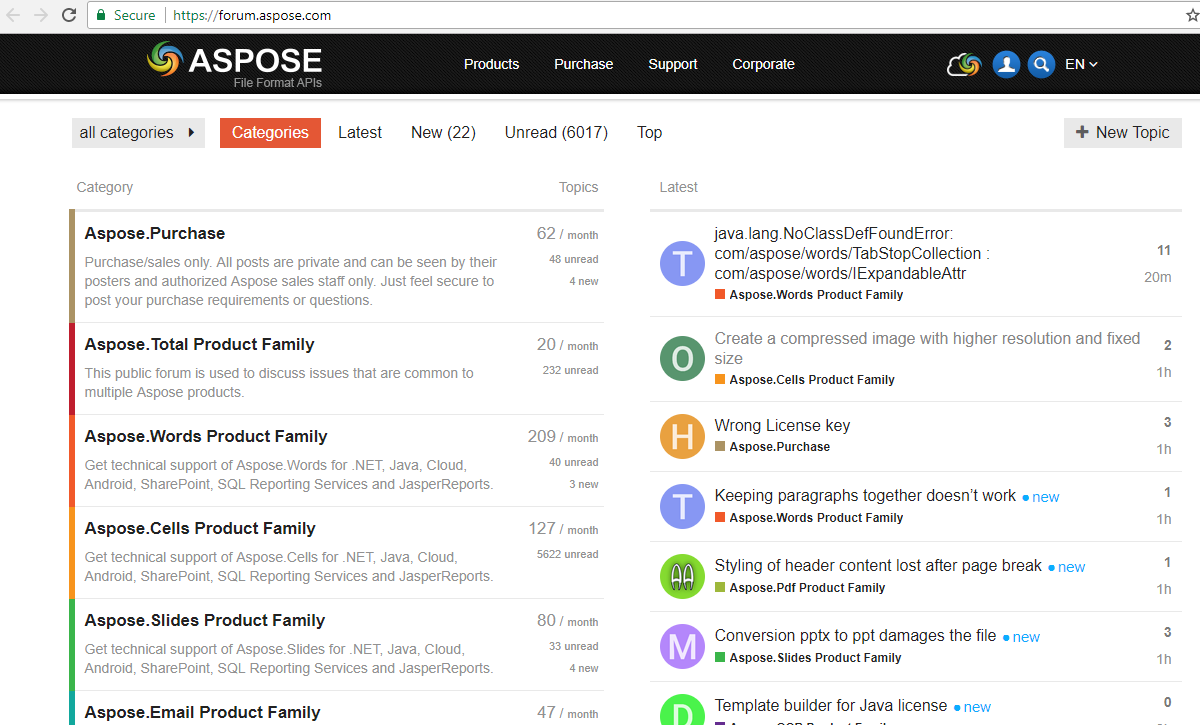 Secure https://forum.aspose.com
ASPOSE
File Format APIs
Products Purchase Support Corporate EN
all categories Categories Latest New (22) Unread (6017) Top + New Topic
Category Topics
Aspose.Purchase 62 / month
Purchase/sales only. All posts are private and can be seen by their 48 unread
posters and authorized Aspose sales staff only. Just feel secure to 4 new
post your purchase requirements or questions.
Aspose.Total Product Family 20 / month
This public forum is used to discuss issues that are common to 232 unread
multiple Aspose products.
Aspose.Words Product Family 209 / month
Get technical support of Aspose.Words for .NET, Java, Cloud, 40 unread
Android, SharePoint, SQL Reporting Services and JasperReports. 3 new
Aspose.Cells Product Family 127 / month
Get technical support of Aspose.Cells for .NET, Java, Cloud, 5622 unread
Android, SharePoint, SQL Reporting Services and JasperReports.
Aspose.Slides Product Family 80 / month
Get technical support of Aspose.Slides for .NET, Java, Cloud, 33 unread
Android, SharePoint, SQL Reporting Services and JasperReports. 4 new
Aspose.Email Product Family 47 / month
Latest
java.lang.NoClassDefFoundError:
T com/aspose/words/TabStopCollection : 11
com/aspose/words/IExpandableAttr 20m
Aspose.Words Product Family
Create a compressed image with higher resolution and fixed 2
O size
Aspose.Cells Product Family 1h
H Wrong License key 3
Aspose.Purchase 1h
T Keeping paragraphs together doesn't work new 1
Aspose.Words Product Family 1h
AA Styling of header content lost after page break new 1
Aspose.Pdf Product Family 1h
M Conversion pptx to ppt damages the file new 3
Aspose.Slides Product Family 1h
D Template builder for Java license new 0